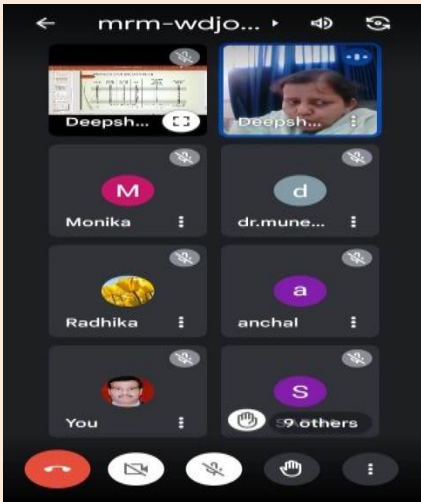 mrm-wdjo...
Deepsh...
Deepsh...
M
Monika
d
dr.mune...
Radhika
a
anchal
You
S
9 others